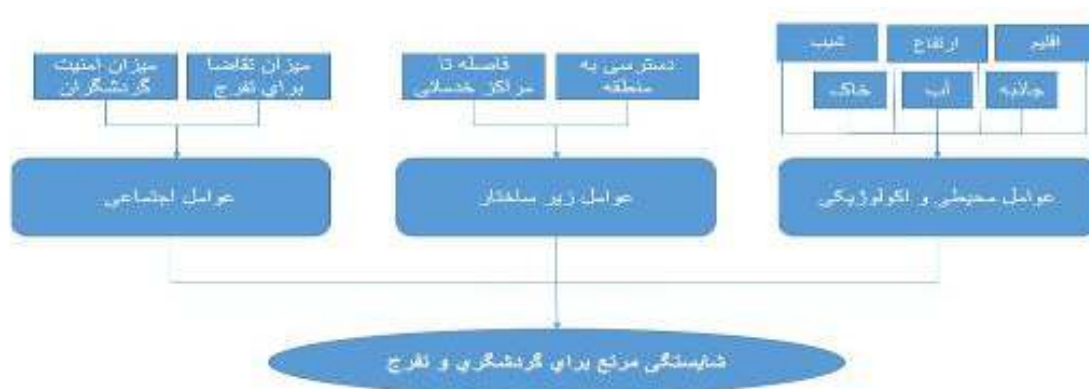 اقلیم
ارتفاع
شیب
جاذبه
آب
خاک
دسترسی به
منطقه
فاصله تا
مراکز خدماتی
میزان تقاضا
برای تفرج
میزان امنیت
گردشگران
عوامل محیطی و اکولوژیکی
عوامل زیر ساختار
عوامل اجتماعی
شایستگی مرتع برای گردشگری و تفرج